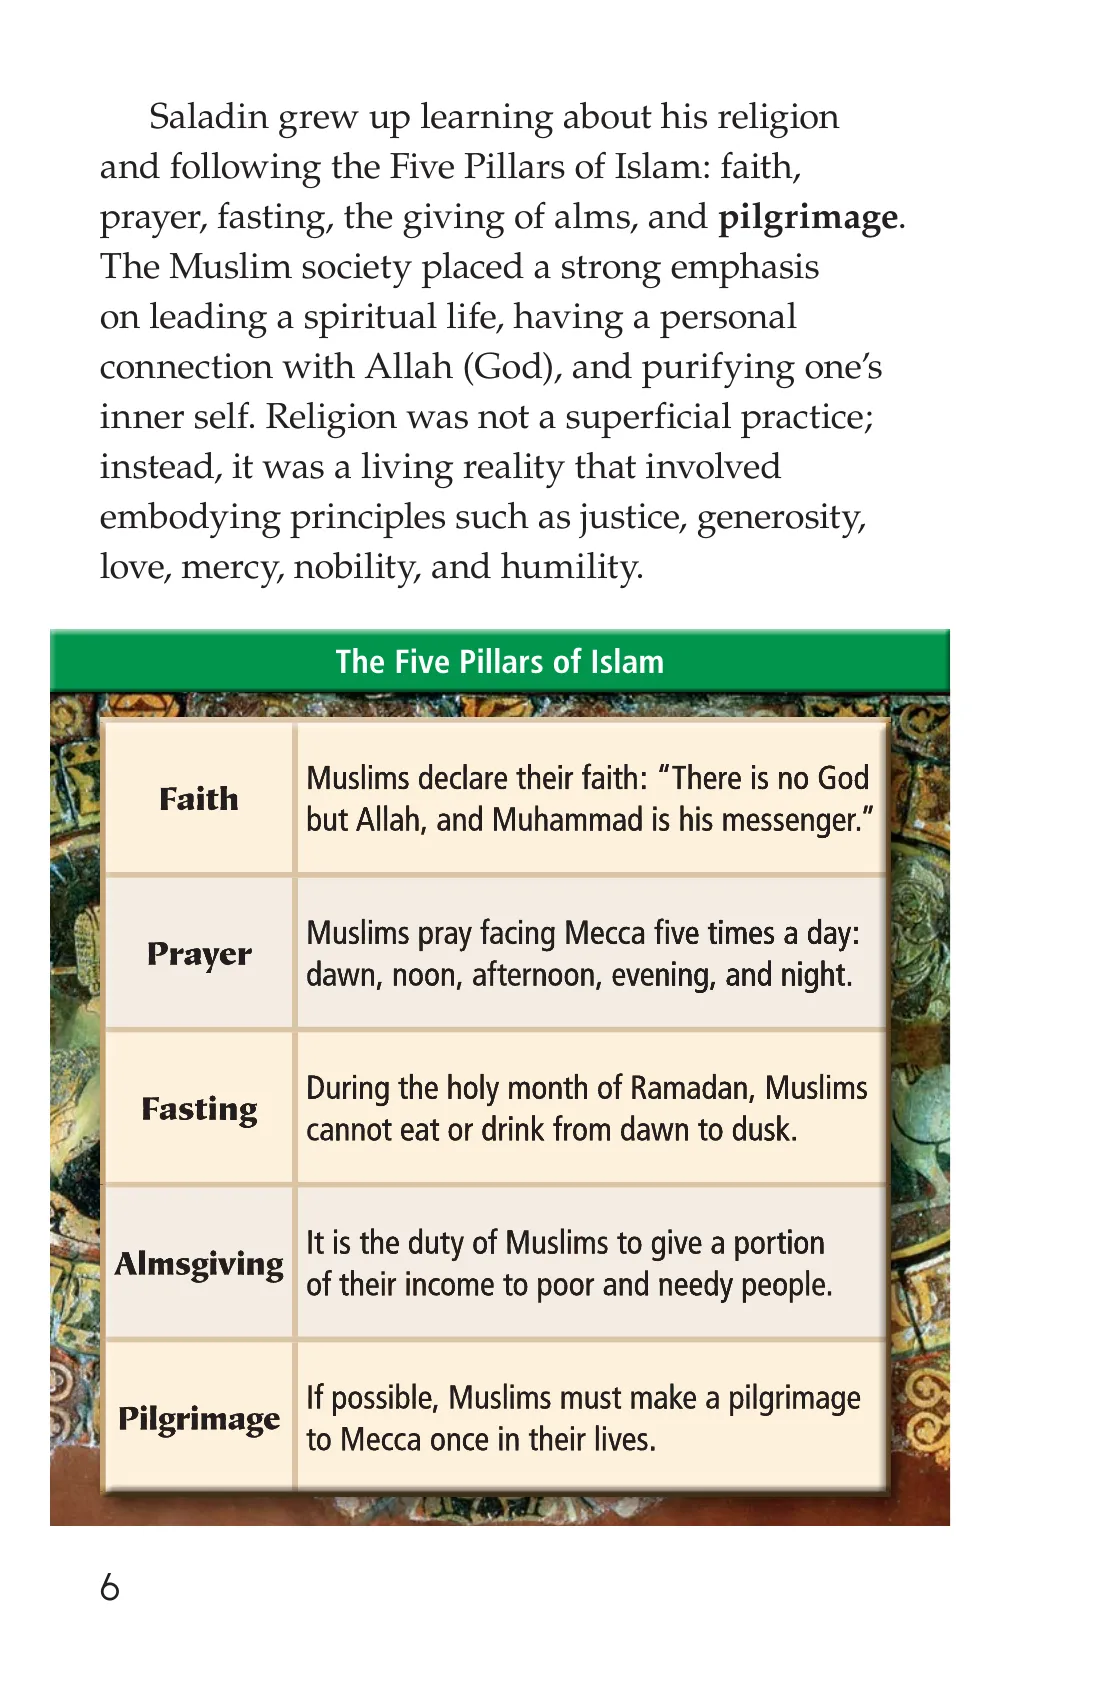 Saladin grew up learning about his religion
and following the Five Pillars of Islam: faith,
prayer, fasting, the giving of alms, and pilgrimage.
The Muslim society placed a strong emphasis
on leading a spiritual life, having a personal
connection with Allah (God), and purifying one’s
inner self. Religion was not a superficial practice;
instead, it was a living reality that involved
embodying principles such as justice, generosity,
love, mercy, nobility, and humility.
The Five Pillars of Islam
Faith
Muslims declare their faith: “There is no God
but Allah, and Muhammad is his messenger.”
Prayer
Muslims pray facing Mecca five times a day:
dawn, noon, afternoon, evening, and night.
Fasting
During the holy month of Ramadan, Muslims
cannot eat or drink from dawn to dusk.
Almsgiving
It is the duty of Muslims to give a portion
of their income to poor and needy people.
Pilgrimage
If possible, Muslims must make a pilgrimage
to Mecca once in their lives.
6